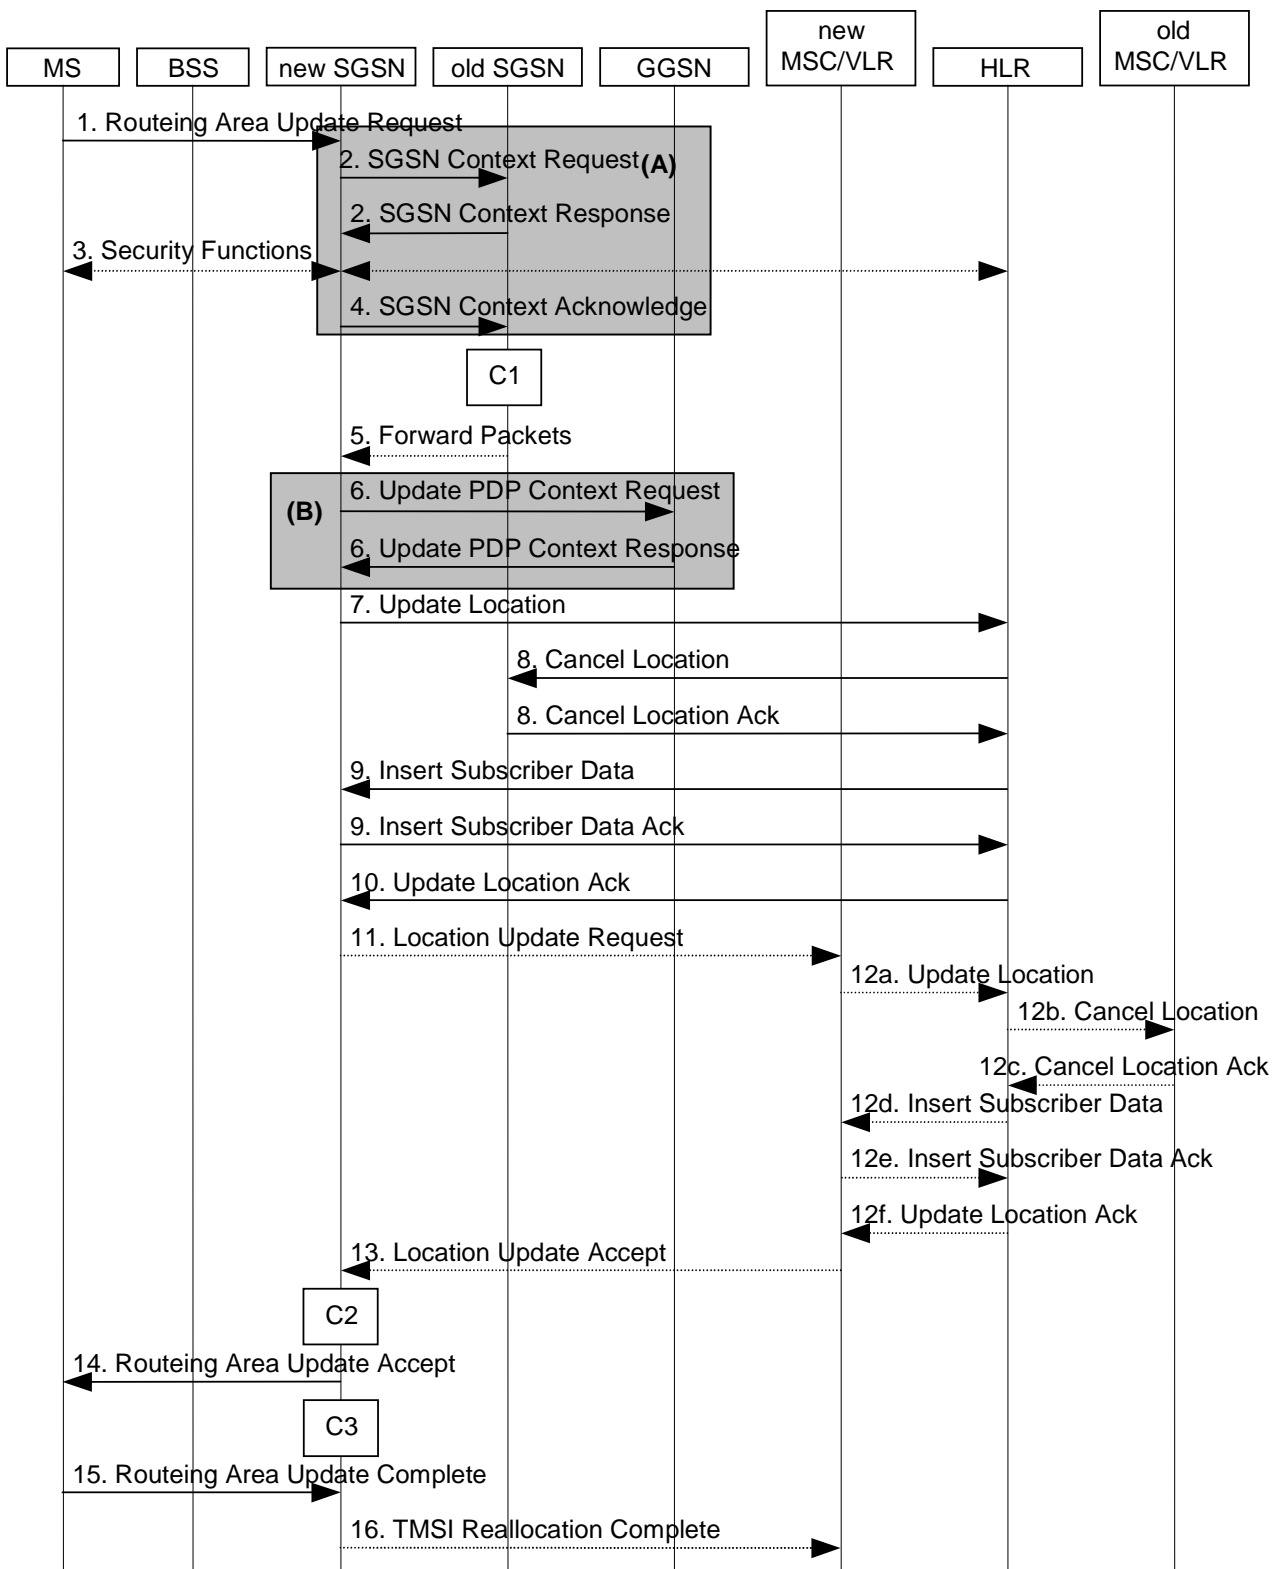 new
MSC/VLR
old
MSC/VLR
MS
BSS
new SGSN
old SGSN
GGSN
HLR
1. Routeing Area Update Request
2. SGSN Context Request
(A)
2. SGSN Context Response
3. Security Functions
4. SGSN Context Acknowledge
C1
5. Forward Packets
6. Update PDP Context Request
(B)
6. Update PDP Context Response
7. Update Location
8. Cancel Location
8. Cancel Location Ack
9. Insert Subscriber Data
9. Insert Subscriber Data Ack
10. Update Location Ack
11. Location Update Request
12a. Update Location
12b. Cancel Location
12c. Cancel Location Ack
12d. Insert Subscriber Data
12e. Insert Subscriber Data Ack
12f. Update Location Ack
13. Location Update Accept
C2
14. Routeing Area Update Accept
C3
15. Routeing Area Update Complete
16. TMSI Reallocation Complete